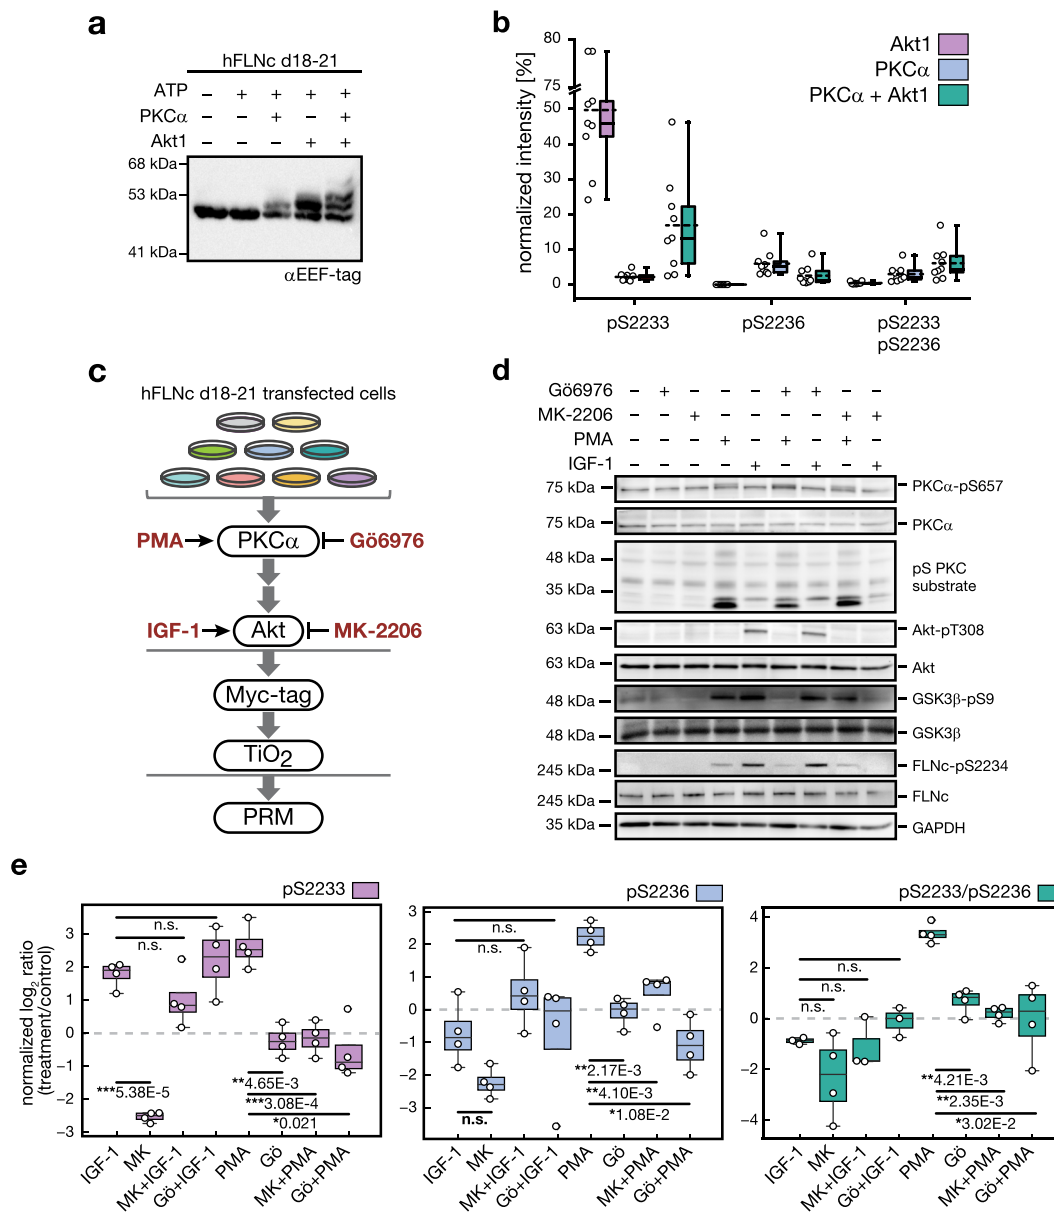 a
hFLNc d18-21
ATP – + + + +
PKCα – – + – +
Akt1 – – – + +
68 kDa
53 kDa
41 kDa
αEEF-tag
b
normalized intensity [%]
80
75
50
40
30
20
10
0
Akt1
PKCα
PKCα + Akt1
pS2233
pS2236
pS2233
pS2236
c
hFLNc d18-21 transfected cells
PMA
PKCα
Gö6976
IGF-1
Akt
MK-2206
Myc-tag
TiO2
PRM
d
Gö6976 – + – – – + + – –
MK-2206 – – + – – – – + +
PMA – – – + – + – + –
IGF-1 – – – – + – + – +
75 kDa PKCα-pS657
75 kDa PKCα
48 kDa pS PKC
35 kDa substrate
63 kDa Akt-pT308
63 kDa Akt
48 kDa GSK3β-pS9
48 kDa GSK3β
245 kDa FLNc-pS2234
245 kDa FLNc
35 kDa GAPDH
e
normalized log2 ratio
(treatment/control)
pS2233
3
2
1
0
−1
−2
−3
n.s.
n.s.
***5.38E-5
**4.65E-3
***3.08E-4
*0.021
IGF-1
MK
MK+IGF-1
Gö+IGF-1
PMA
Gö
MK+PMA
Gö+PMA
pS2236
3
2
1
0
−1
−2
−3
n.s.
n.s.
n.s.
**2.17E-3
**4.10E-3
*1.08E-2
IGF-1
MK
MK+IGF-1
Gö+IGF-1
PMA
Gö
MK+PMA
Gö+PMA
pS2233/pS2236
4
2
0
−2
−4
n.s.
n.s.
n.s.
**4.21E-3
**2.35E-3
*3.02E-2
IGF-1
MK
MK+IGF-1
Gö+IGF-1
PMA
Gö
MK+PMA
Gö+PMA